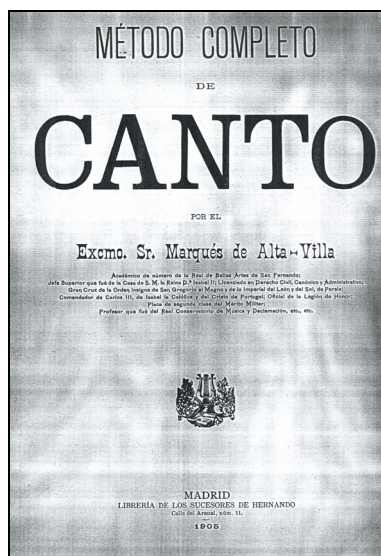 MÉTODO COMPLETO
DE
CANTO
POR EL
Excmo. Sr. Marqués de Alta-Villa
Académico de número de la Real de Bellas Artes de San Fernando;
Jefe Superior que fué de la Casa de S. M. la Reina D.ª Isabel II; Licenciado en Derecho Civil, Canónico y Administrativo;
Gran Cruz de la Orden insigne de San Gregorio el Magno y de la Imperial del León y del Sol, de Persia;
Comendador de Carlos III, de Isabel la Católica y del Cristo de Portugal; Oficial de la Legión de Honor;
Placa de segunda clase del Mérito Militar;
Profesor que fué del Real Conservatorio de Música y Declamación, etc., etc.
MADRID
LIBRERÍA DE LOS SUCESORES DE HERNANDO
Calle del Arenal, núm. 11.
1905